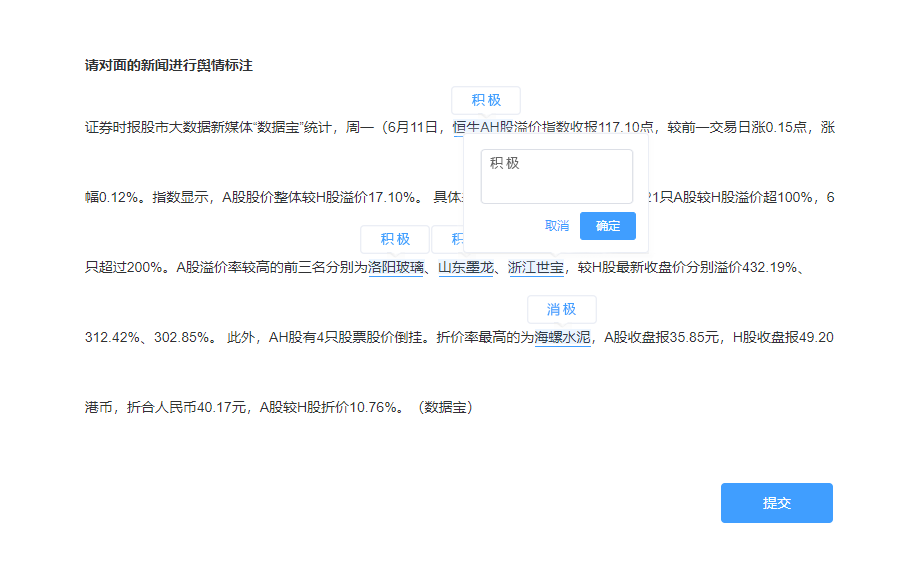 请对面的新闻进行舆情标注
积极
证券时报股市大数据新媒体“数据宝”统计，周一（6月11日，恒生AH股溢价指数收报117.10点，较前一交易日涨0.15点，涨
积极
幅0.12%。指数显示，A股股价整体较H股溢价17.10%。 具体
21只A股较H股溢价超100%，6
取消 确定
积极 积
只超过200%。A股溢价率较高的前三名分别为洛阳玻璃、山东墨龙、浙江世宝，较H股最新收盘价分别溢价432.19%、
消极
312.42%、302.85%。 此外，AH股有4只股票股价倒挂。折价率最高的为海螺水泥，A股收盘报35.85元，H股收盘报49.20
港币，折合人民币40.17元，A股较H股折价10.76%。（数据宝）
提交